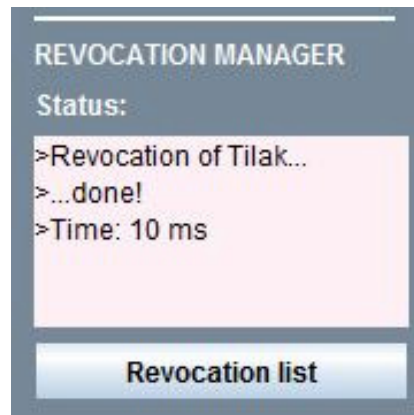 REVOCATION MANAGER
Status:
>Revocation of Tilak...
>...done!
>Time: 10 ms
Revocation list